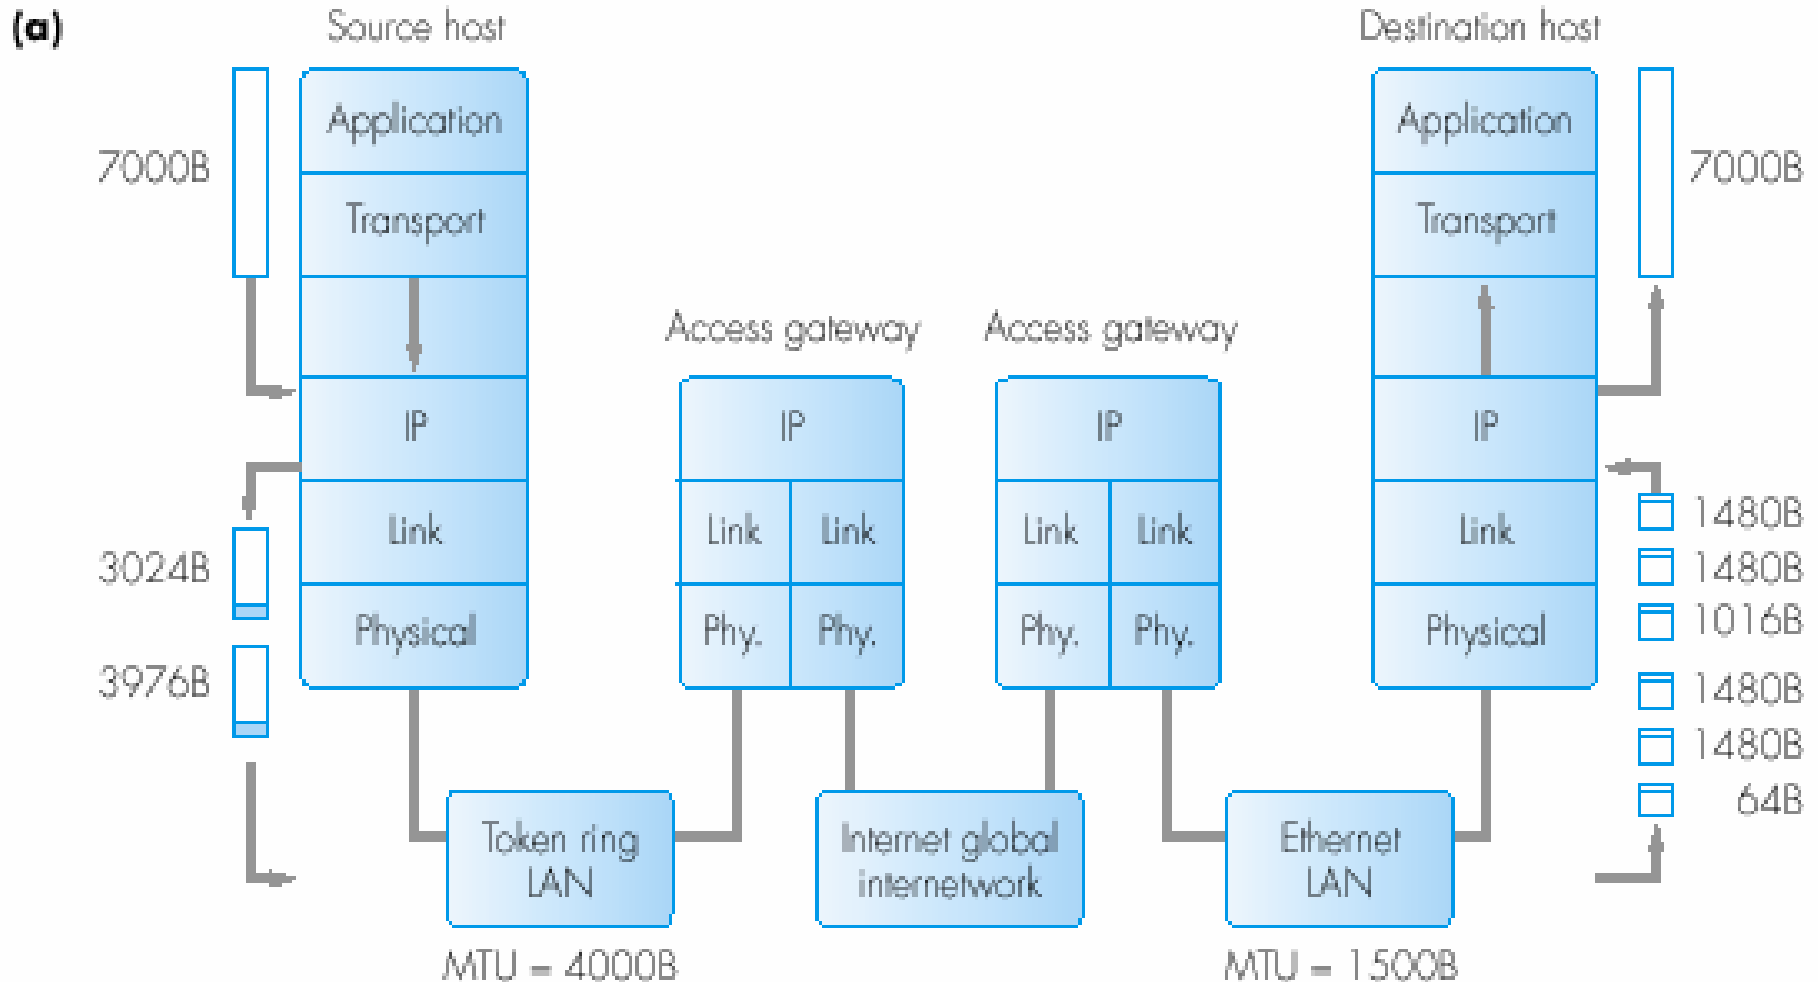 (a)
Source host
Destination host
7000B
Application
Transport
IP
Link
Physical
3024B
3976B
Access gateway
IP
Link
Link
Phy.
Phy.
Access gateway
IP
Link
Link
Phy.
Phy.
Application
Transport
IP
Link
Physical
7000B
1480B
1480B
1016B
1480B
1480B
64B
Token ring
LAN
Internet global
internetwork
Ethernet
LAN
MTU = 4000B
MTU = 1500B